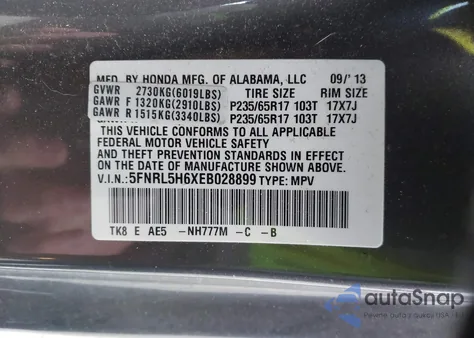 MFD. BY HONDA MFG. OF ALABAMA, LLC 09/'13
GVWR 2730KG(6019LBS) TIRE SIZE RIM SIZE
GAWR F 1320KG(2910LBS) P235/65R17 103T 17X7J
GAWR R 1515KG(3340LBS) P235/65R17 103T 17X7J
THIS VEHICLE CONFORMS TO ALL APPLICABLE
FEDERAL MOTOR VEHICLE SAFETY
AND THEFT PREVENTION STANDARDS IN EFFECT
ON THE DATE OF MANUFACTURE SHOWN ABOVE.
V.I.N.:5FNRL5H6XEB028899 TYPE: MPV
TK8 E AE5 -NH777M -C -B
autaSnap